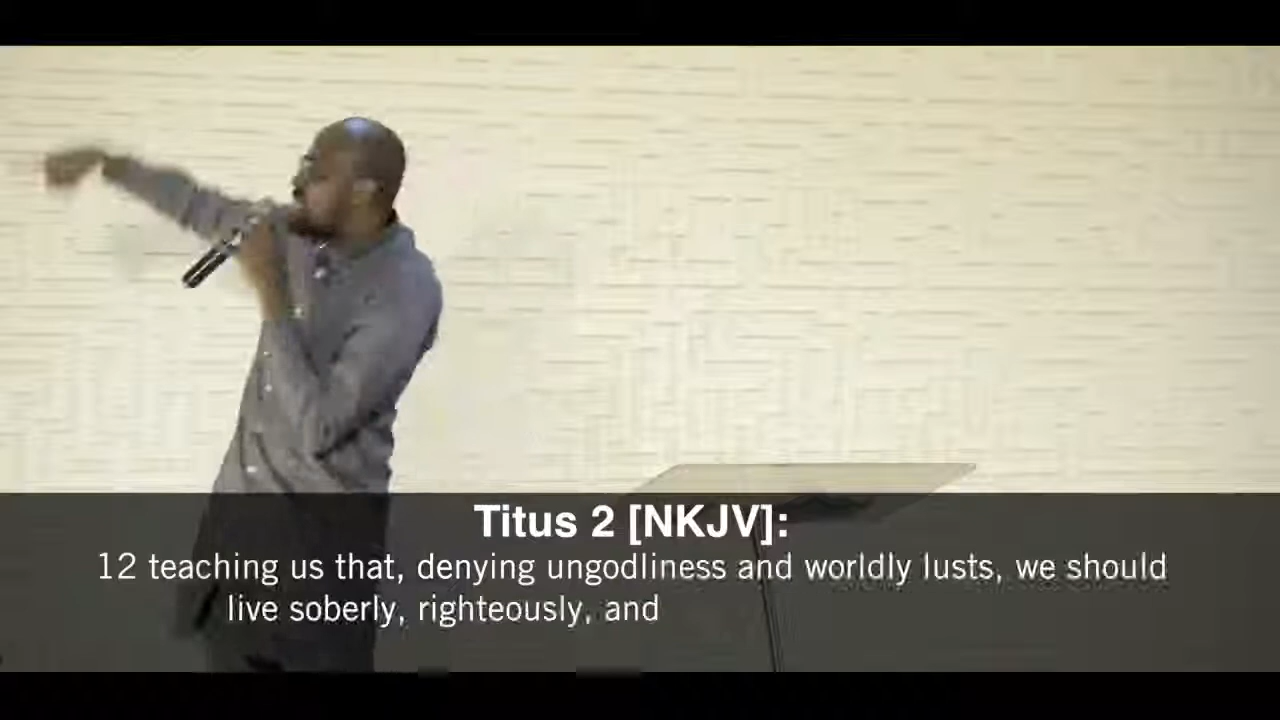 Titus 2 [NKJV]:
12 teaching us that, denying ungodliness and worldly lusts, we should
live soberly, righteously, and